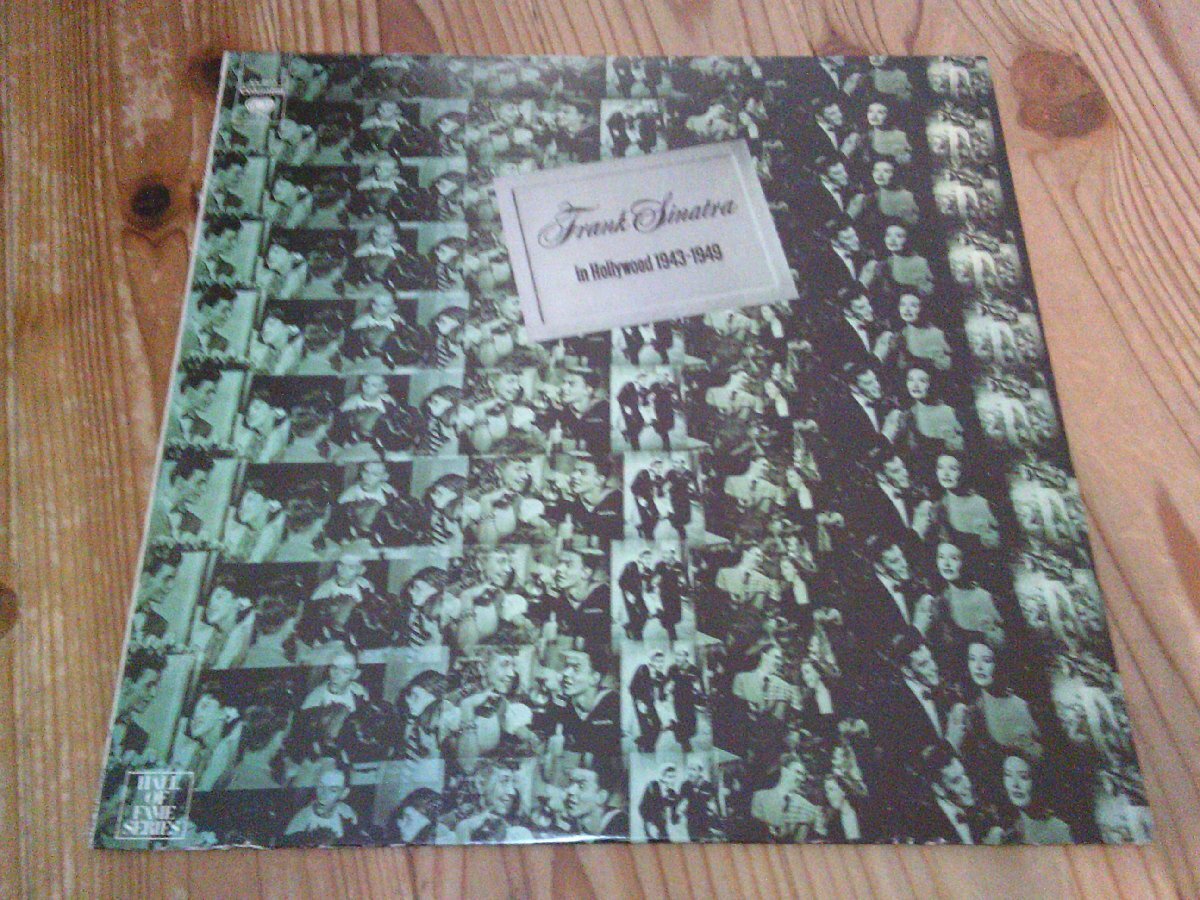 Frank Sinatra
in Hollywood 1943-1949
HALL
OF
FAME
SERIES